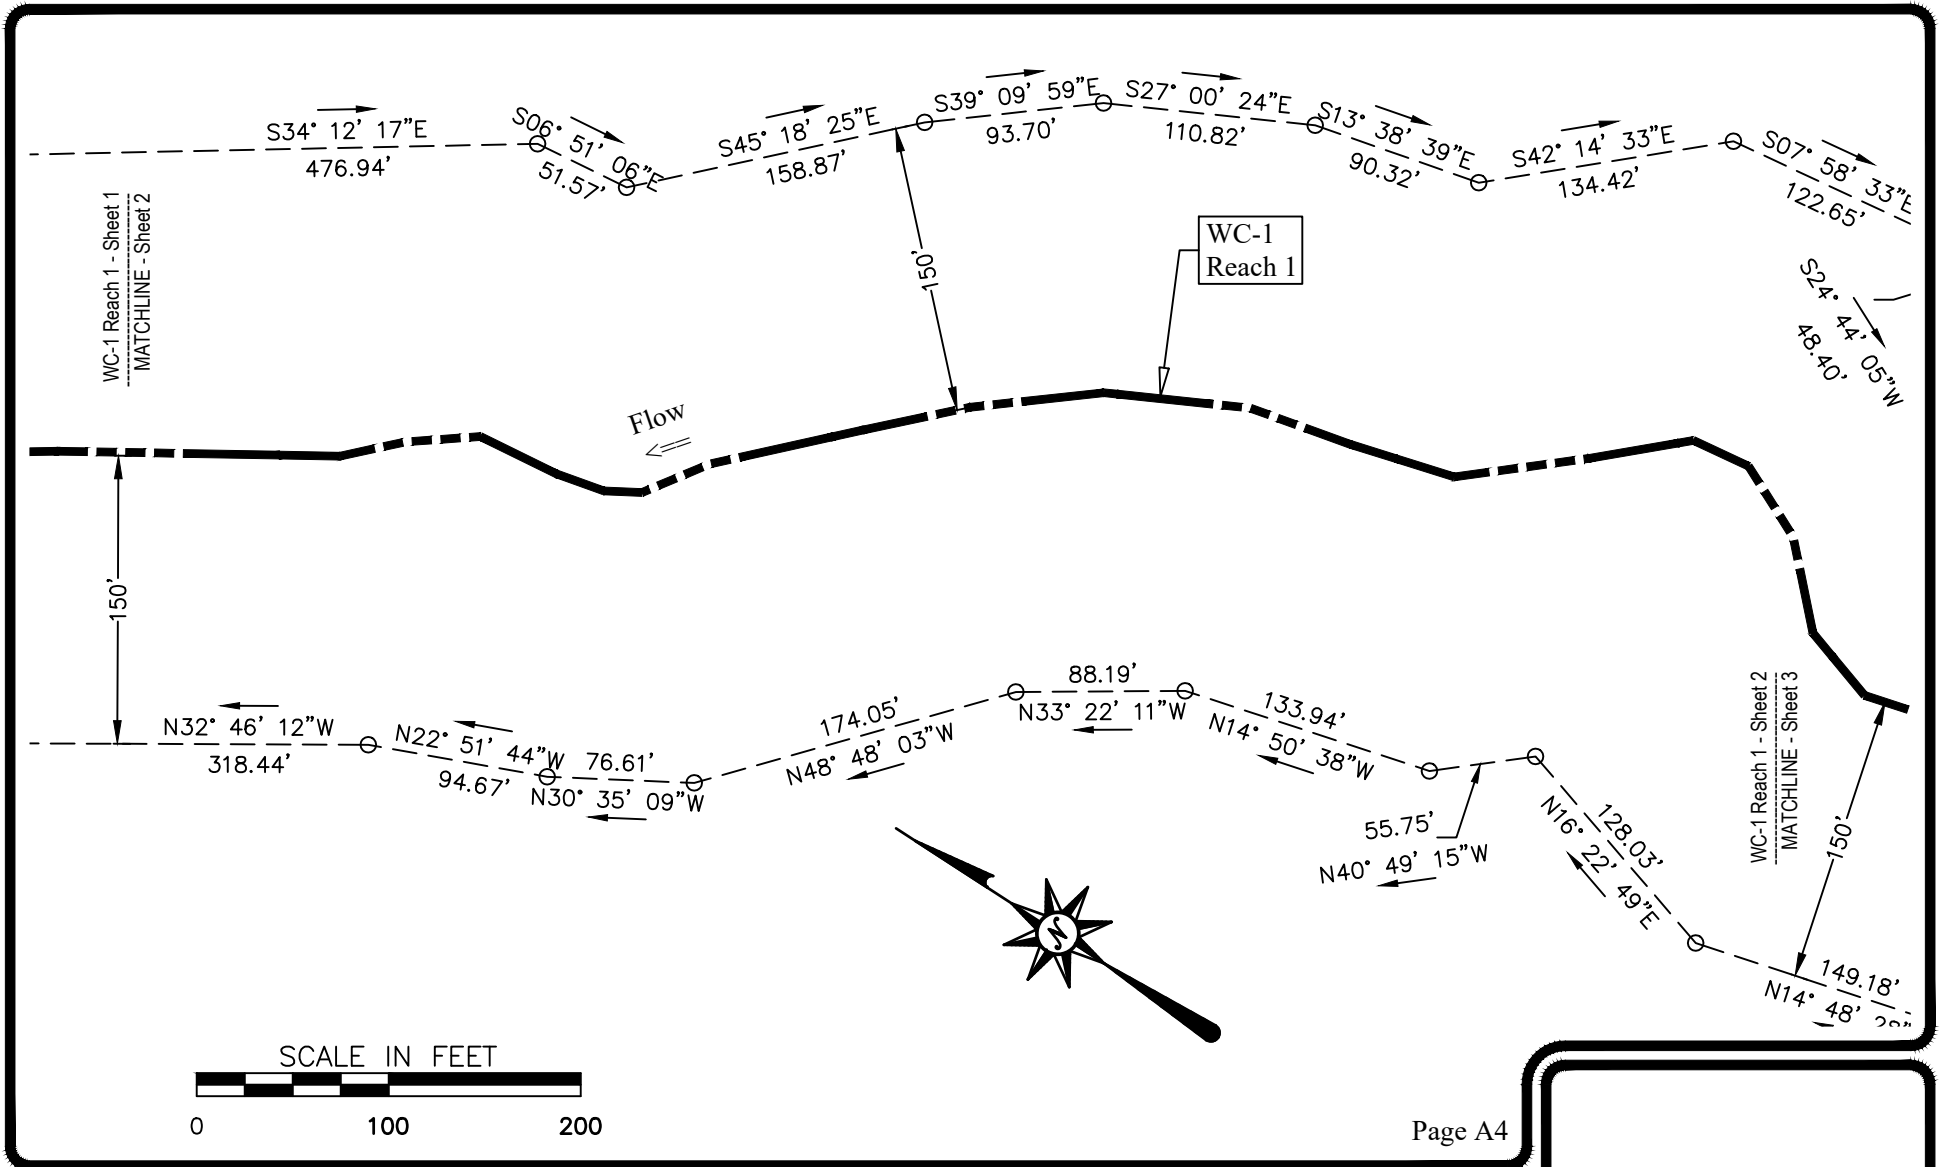 S34° 12' 17"E
476.94'
S06° 51' 06"E
51.57'
S45° 18' 25"E
158.87'
S39° 09' 59"E
93.70'
S27° 00' 24"E
110.82'
S13° 38' 39"E
90.32'
S42° 14' 33"E
134.42'
S07° 58' 33"E
122.65'
S24° 44' 05"W
48.40'
WC-1 Reach 1 - Sheet 1
MATCHLINE - Sheet 2
150'
WC-1
Reach 1
Flow
150'
N32° 46' 12"W
318.44'
N22° 51' 44"W
94.67'
76.61'
N30° 35' 09"W
174.05'
N48° 48' 03"W
88.19'
N33° 22' 11"W
133.94'
N14° 50' 38"W
55.75'
N40° 49' 15"W
128.03'
N16° 22' 49"E
WC-1 Reach 1 - Sheet 2
MATCHLINE - Sheet 3
150'
149.18'
N14° 48'
N
SCALE IN FEET
0 100 200
Page A4